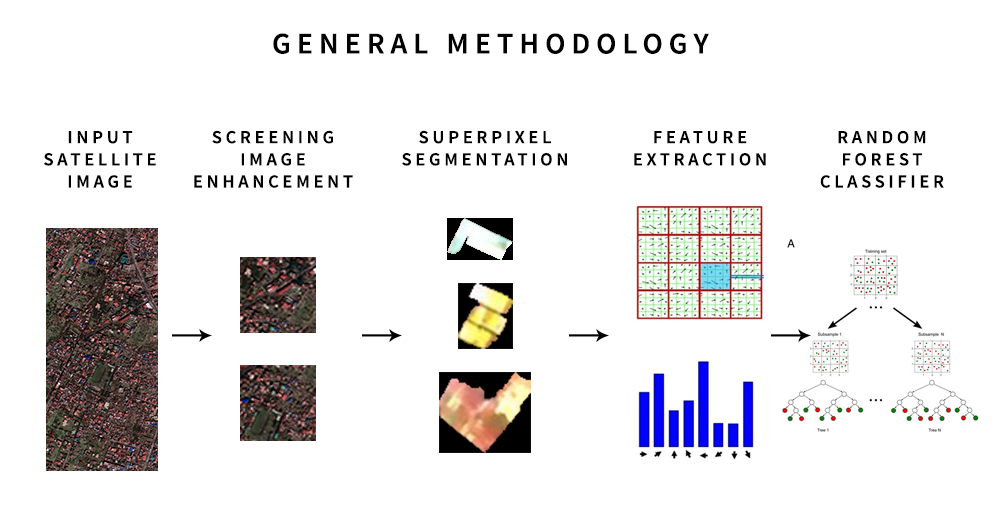 GENERAL METHODOLOGY
INPUT
SATELLITE
IMAGE
SCREENING
IMAGE
ENHANCEMENT
SUPERPIXEL
SEGMENTATION
FEATURE
EXTRACTION
RANDOM
FOREST
CLASSIFIER
A
Training set
...
Subsample 1
Subsample N
...
Tree 1
Tree N